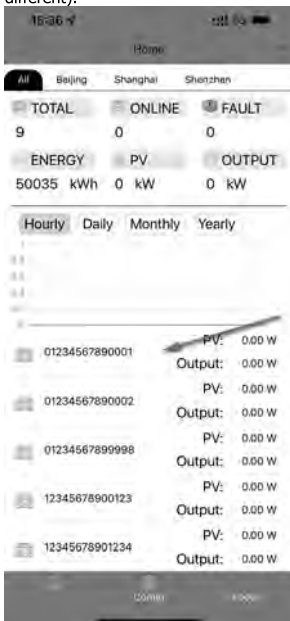 different).
Home
All Beijing Shanghai Shenzhen
TOTAL ONLINE FAULT
9 0 0
ENERGY PV OUTPUT
50035 kWh 0 kW 0 kW
Hourly Daily Monthly Yearly
PV: 0.00 W
01234567890001
Output: 0.00 W
PV: 0.00 W
01234567890002
Output: 0.00 W
PV: 0.00 W
01234567899998
Output: 0.00 W
PV: 0.00 W
12345678900123
Output: 0.00 W
PV: 0.00 W
12345678901234
Output: 0.00 W